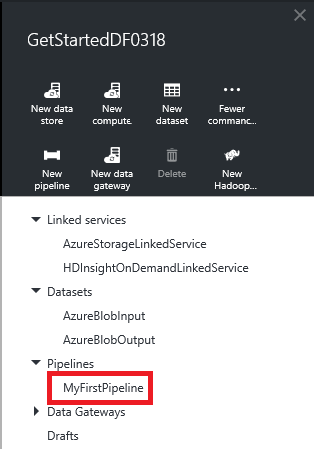 GetStartedDF0318
New data
store
New
compute...
New
dataset
Fewer
commanc...
New
pipeline
New data
gateway
Delete
New
Hadoop...
Linked services
AzureStorageLinkedService
HDInsightOnDemandLinkedService
Datasets
AzureBlobInput
AzureBlobOutput
Pipelines
MyFirstPipeline
Data Gateways
Drafts